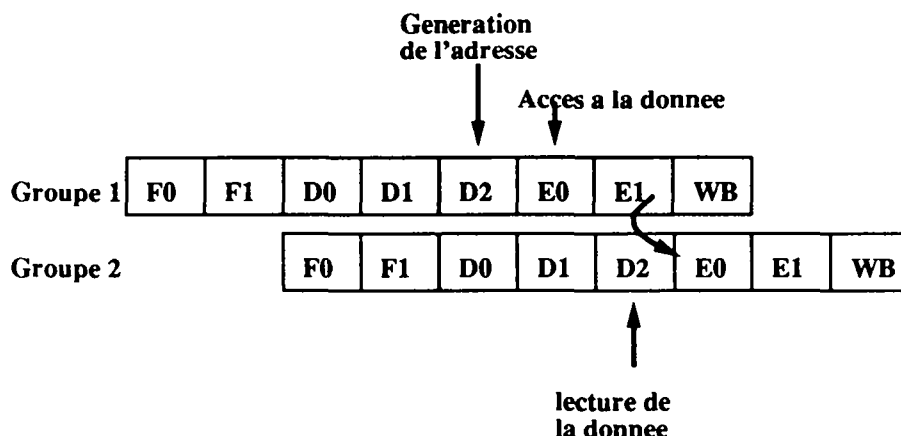 Generation
de l'adresse
Acces a la donnee
Groupe 1 F0 F1 D0 D1 D2 E0 E1 WB
Groupe 2 F0 F1 D0 D1 D2 E0 E1 WB
lecture de
la donnee